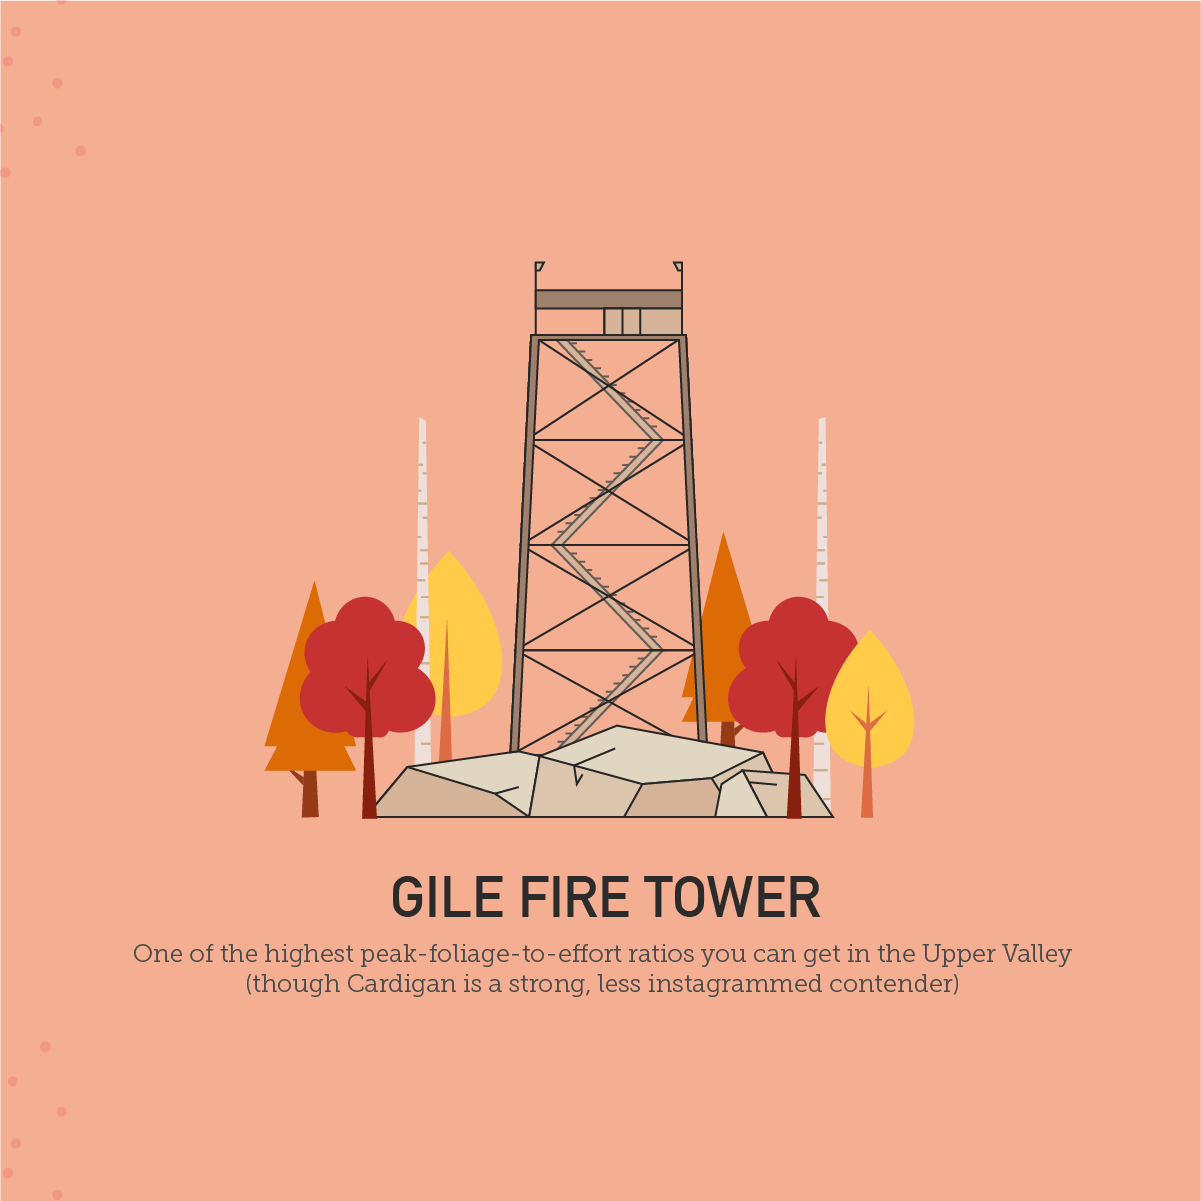 GILE FIRE TOWER
One of the highest peak-foliage-to-effort ratios you can get in the Upper Valley
(though Cardigan is a strong, less instagrammed contender)